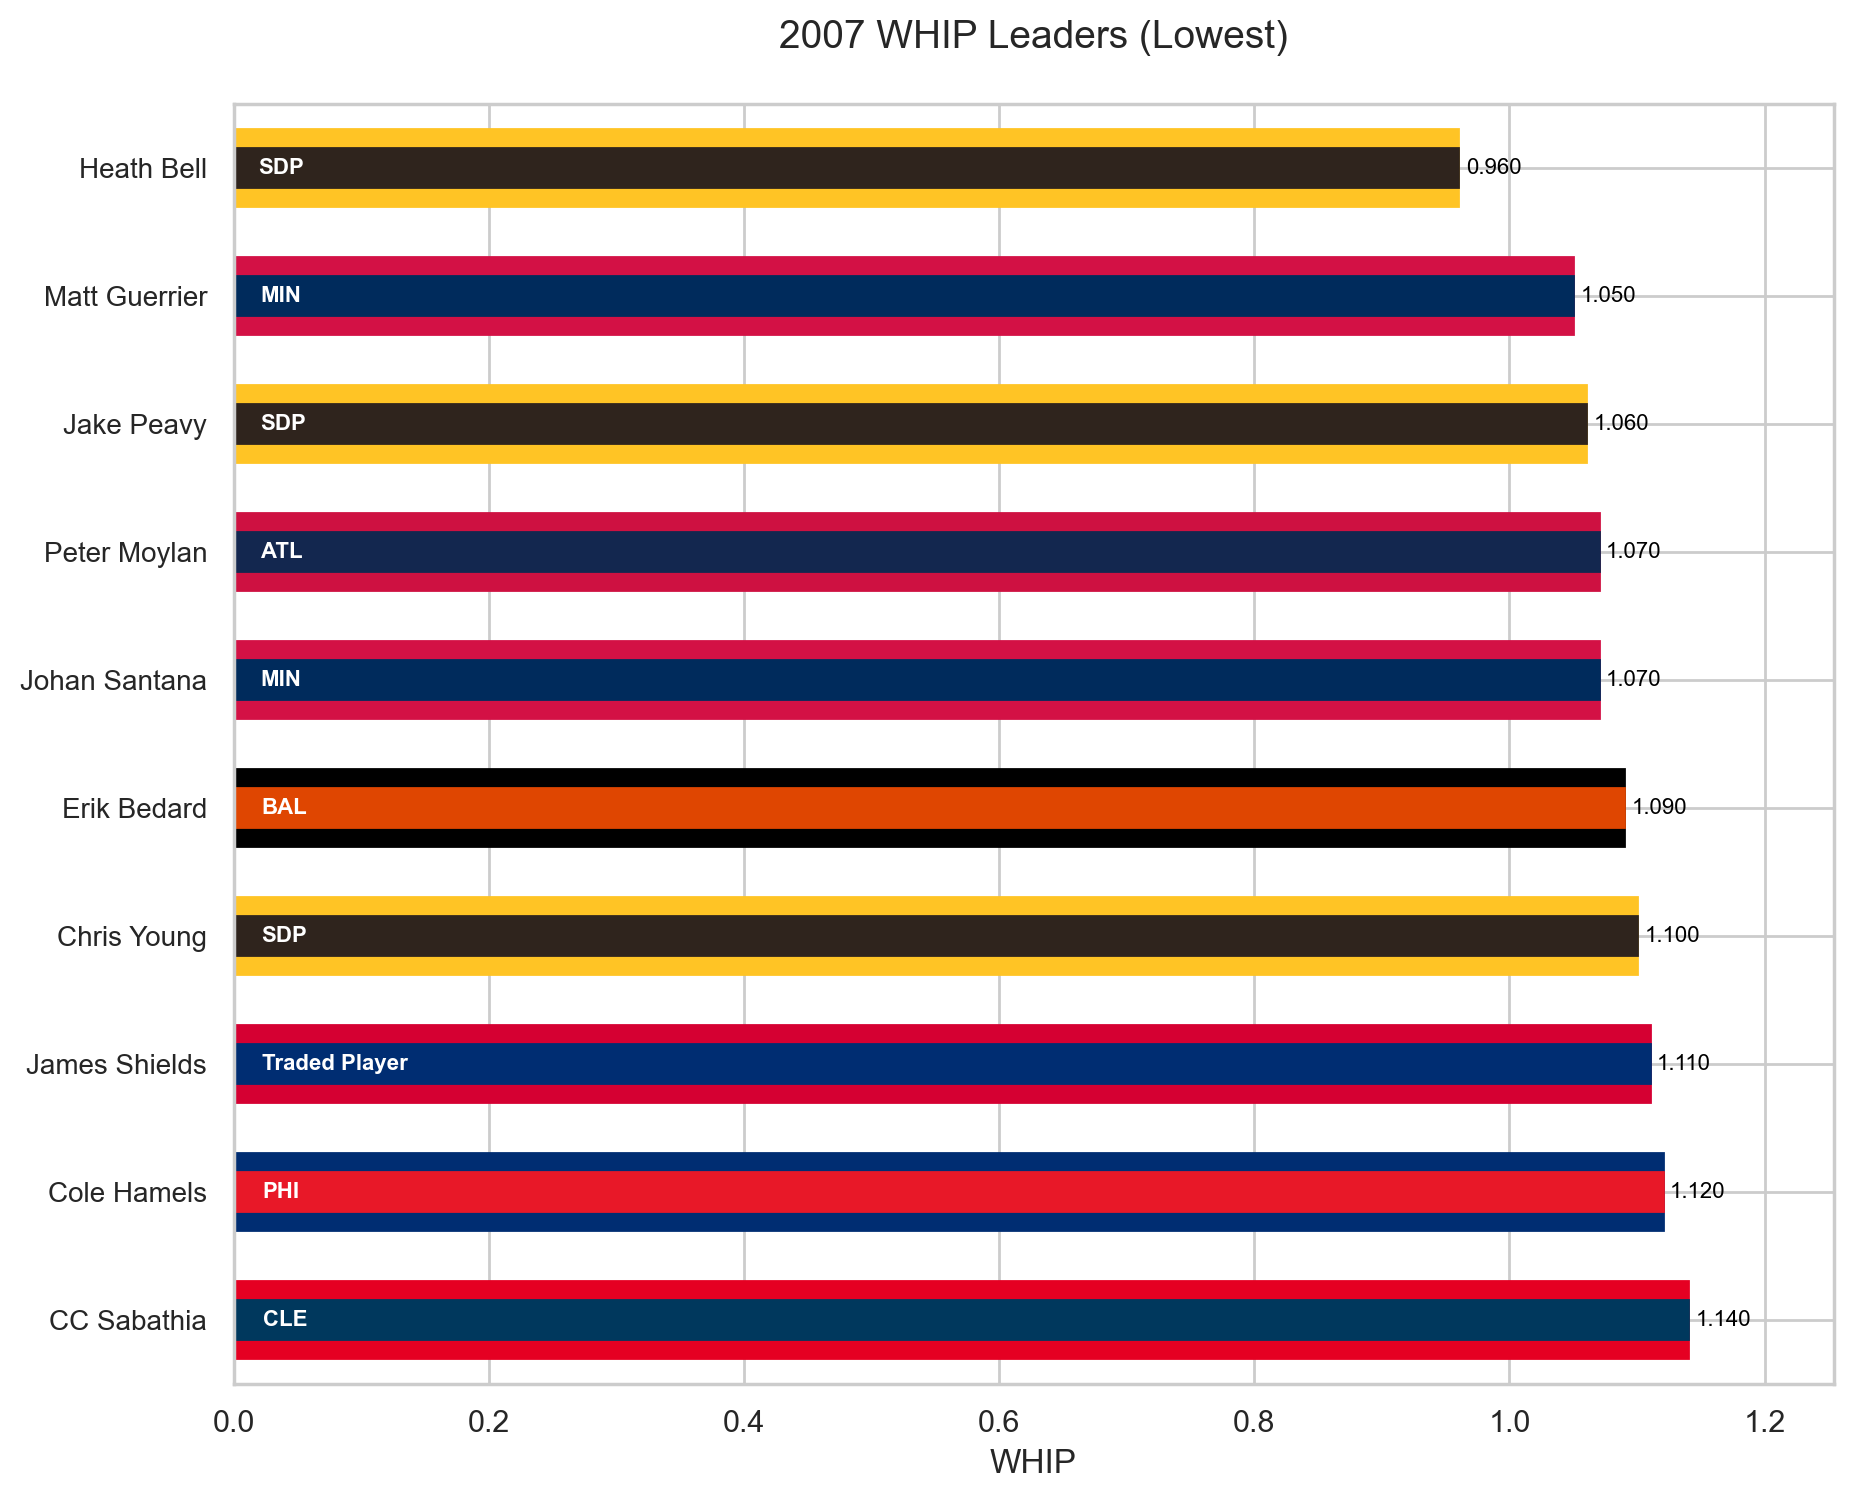 2007 WHIP Leaders (Lowest)
Heath Bell SDP 0.960
Matt Guerrier MIN 1.050
Jake Peavy SDP 1.060
Peter Moylan ATL 1.070
Johan Santana MIN 1.070
Erik Bedard BAL 1.090
Chris Young SDP 1.100
James Shields Traded Player 1.110
Cole Hamels PHI 1.120
CC Sabathia CLE 1.140
0.0 0.2 0.4 0.6 0.8 1.0 1.2
WHIP